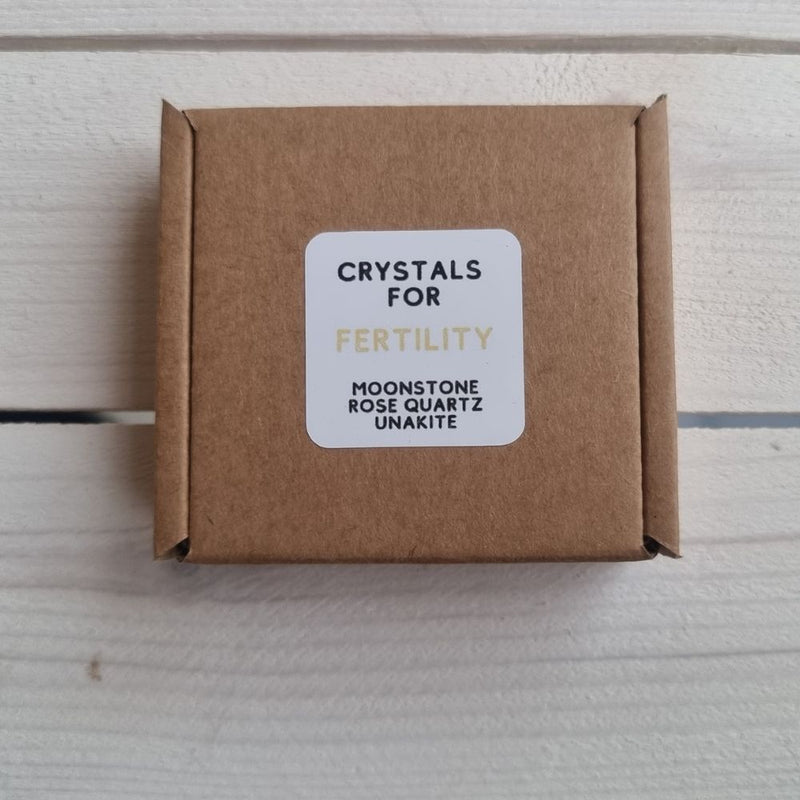 CRYSTALS
FOR
FERTILITY
MOONSTONE
ROSE QUARTZ
UNAKITE